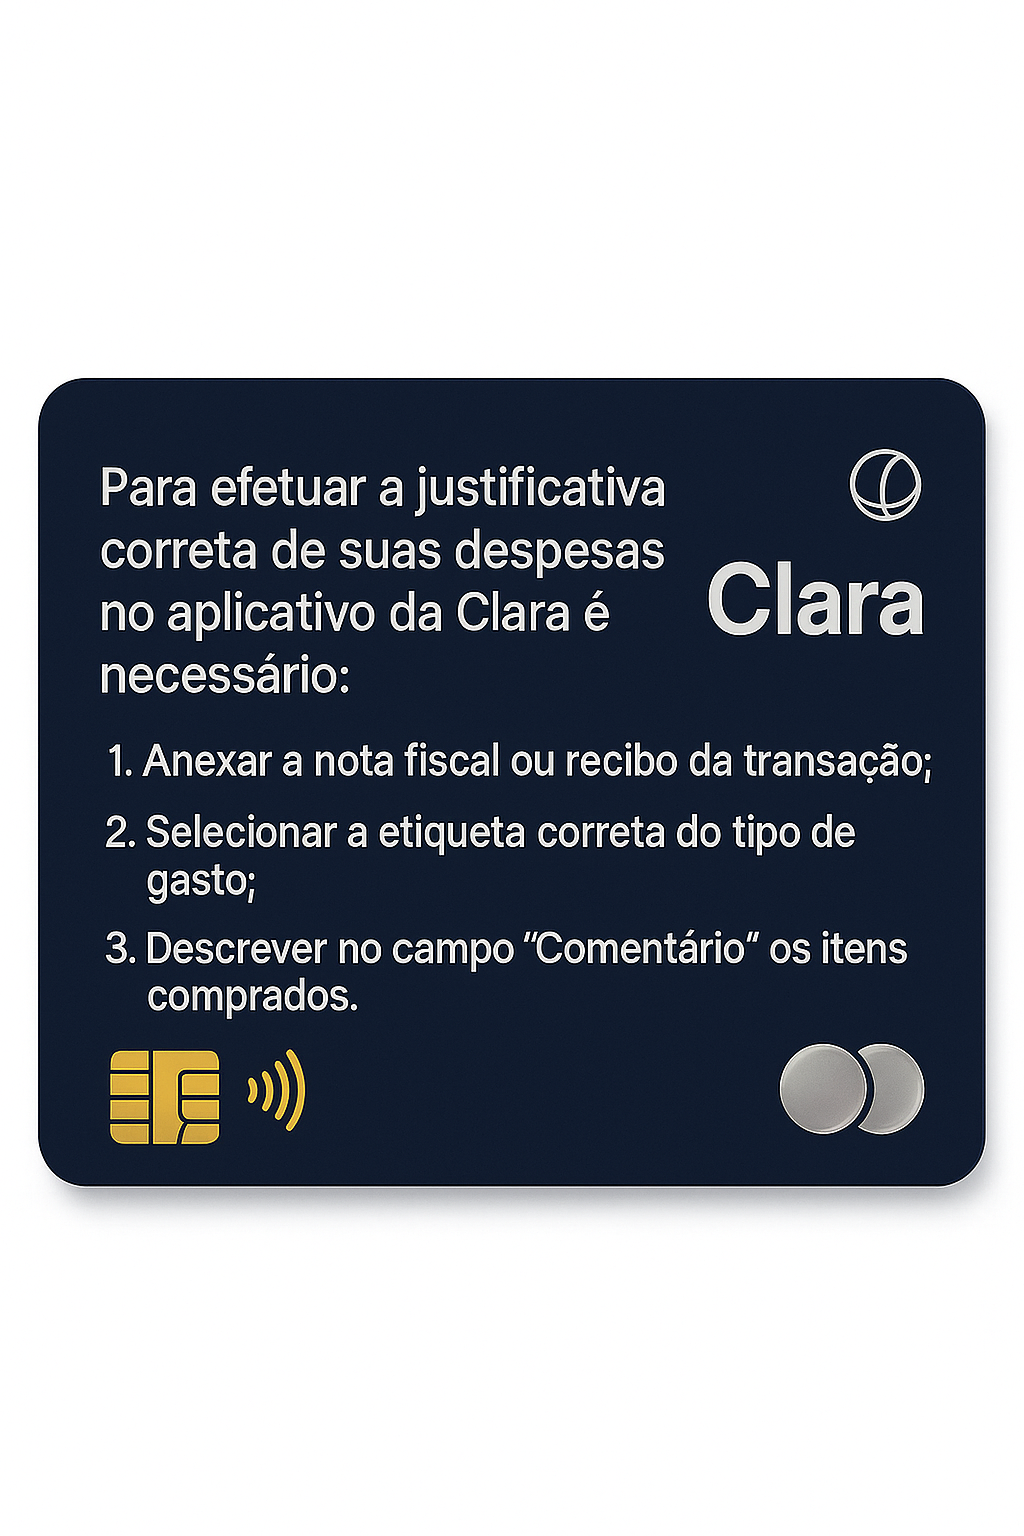 Para efetuar a justificativa
correta de suas despesas
no aplicativo da Clara é
necessário:
Clara
1. Anexar a nota fiscal ou recibo da transação;
2. Selecionar a etiqueta correta do tipo de
gasto;
3. Descrever no campo “Comentário“ os itens
comprados.